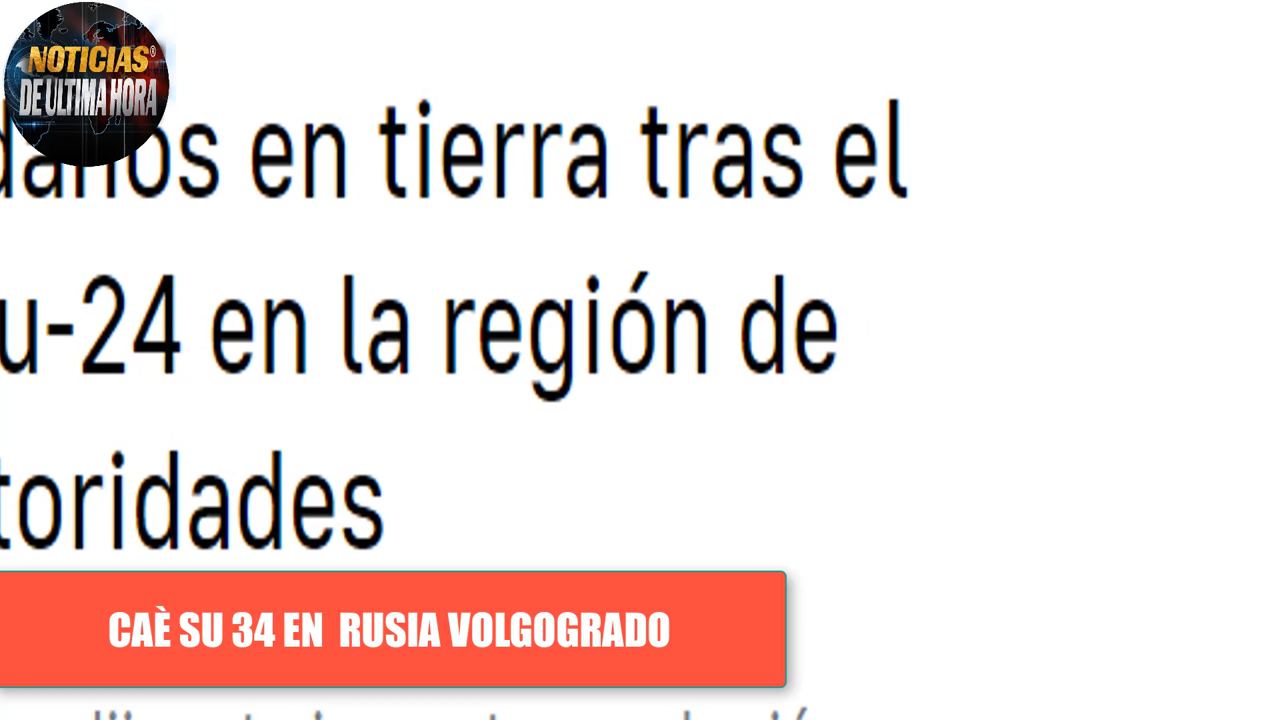 NOTICIAS
DE ULTIMA HORA
en tierra tras el
u-24 en la región de
toridades
CAÈ SU 34 EN RUSIA VOLGOGRADO